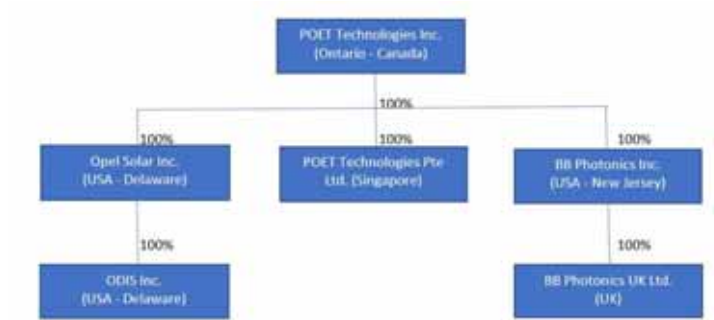 POET Technologies Inc.
(Ontario - Canada)
100%
100%
100%
100%
Opel Solar Inc.
(USA - Delaware)
POET Technologies Pte
Ltd. (Singapore)
BB Photonics Inc.
(USA - New Jersey)
100%
100%
ODIS Inc.
(USA - Delaware)
BB Photonics UK Ltd.
(UK)